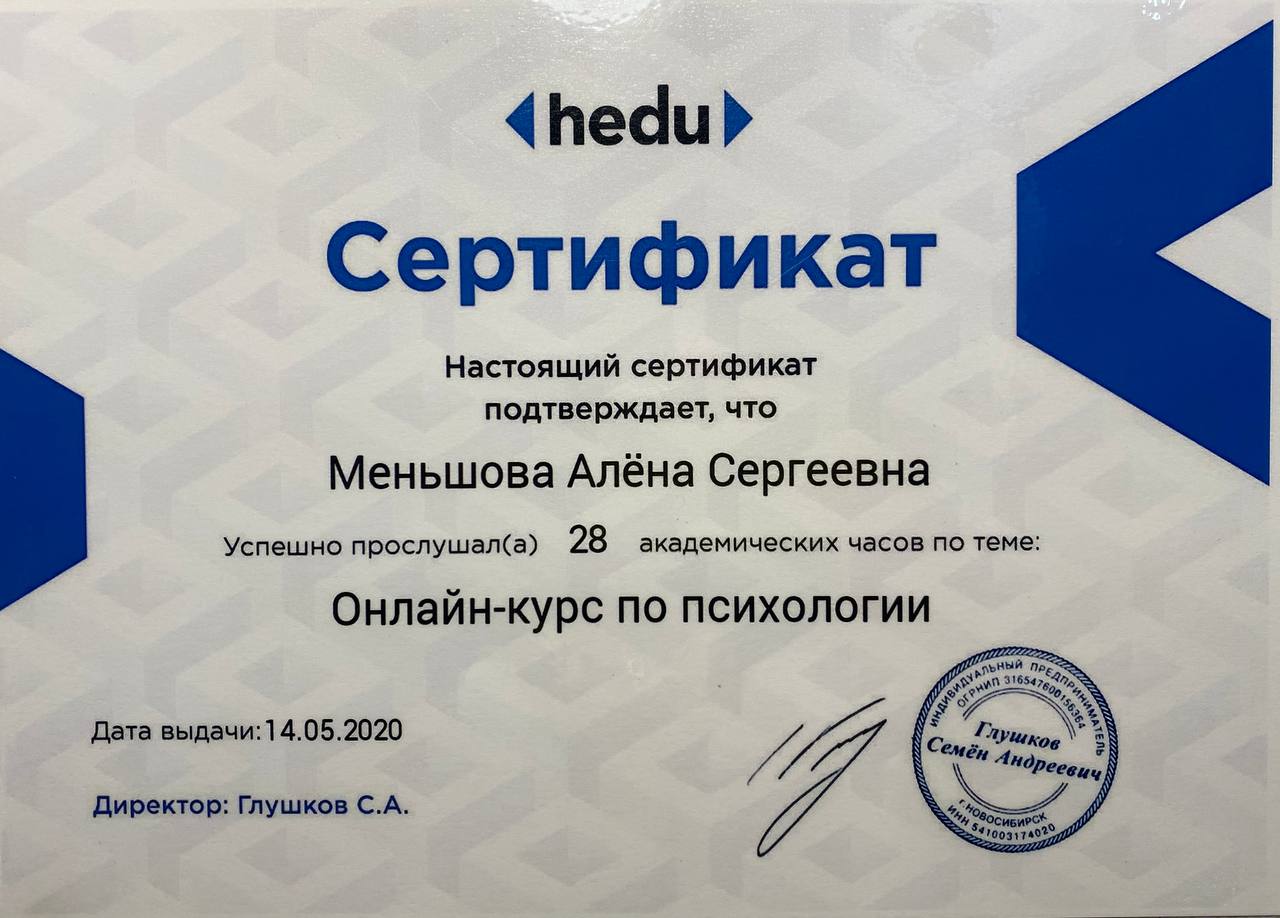 hedu
Сертификат
Настоящий сертификат
подтверждает, что
Меньшова Алёна Сергеевна
Успешно прослушал(а) 28 академических часов по теме:
Онлайн-курс по психологии
Дата выдачи:14.05.2020
Директор: Глушков С.А.
ИНДИВИДУАЛЬНЫЙ ПРЕДПРИНИМАТЕЛЬ
ОГРНИП 316547600156364
Глушков
Семён Андреевич
г.НОВОСИБИРСК
ИНН 541003174020